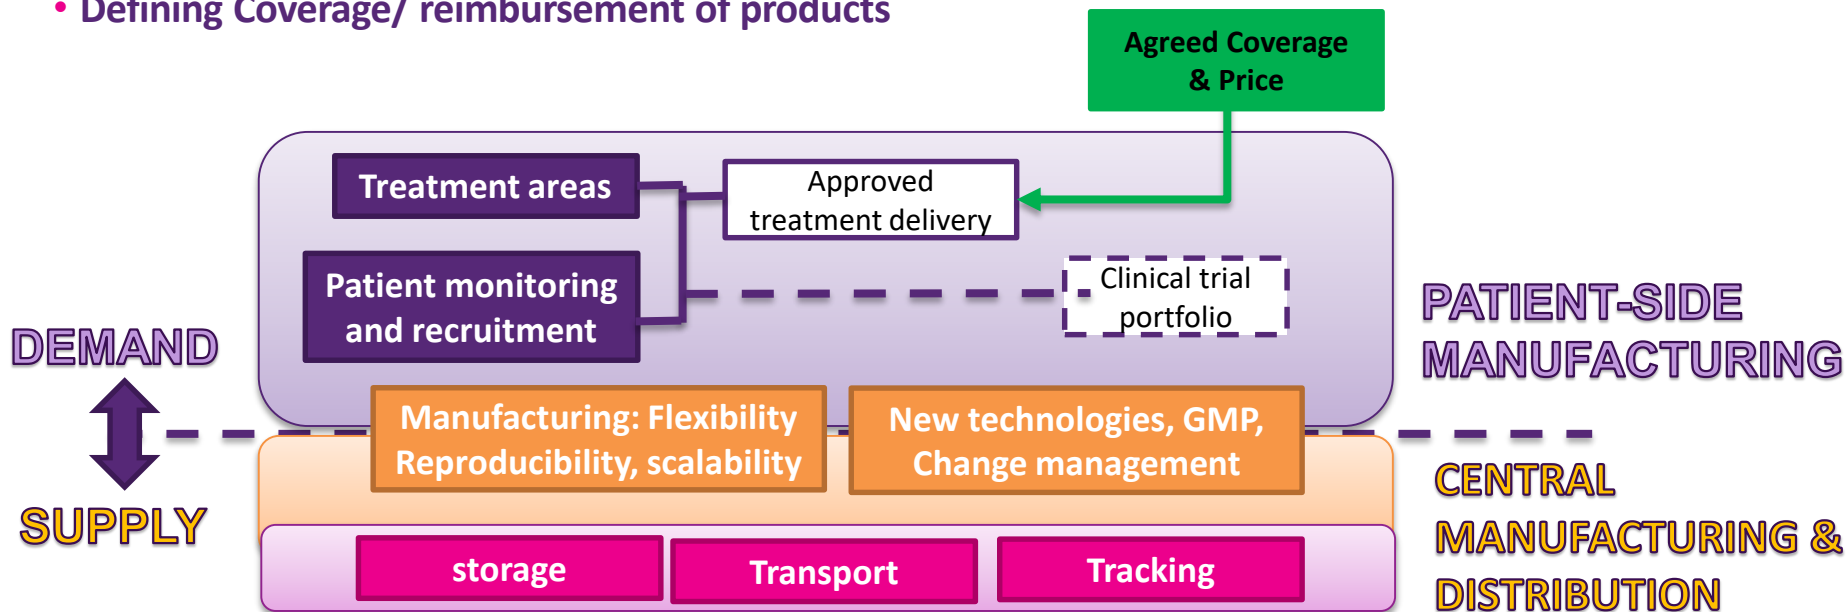 • Defining Coverage/ reimbursement of products
Agreed Coverage
& Price
Treatment areas
Approved
treatment delivery
Patient monitoring
and recruitment
Clinical trial
portfolio
DEMAND
SUPPLY
PATIENT-SIDE
MANUFACTURING
Manufacturing: Flexibility
Reproducibility, scalability
New technologies, GMP,
Change management
CENTRAL
MANUFACTURING &
DISTRIBUTION
storage
Transport
Tracking